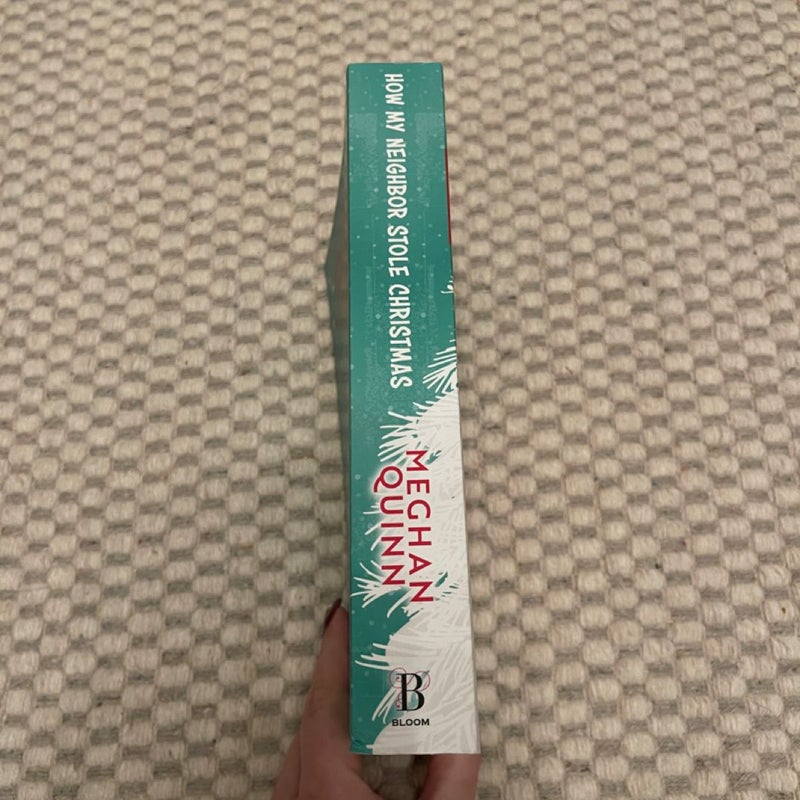 HOW MY NEIGHBOR STOLE CHRISTMAS
MEGHAN
QUINN
B
BLOOM